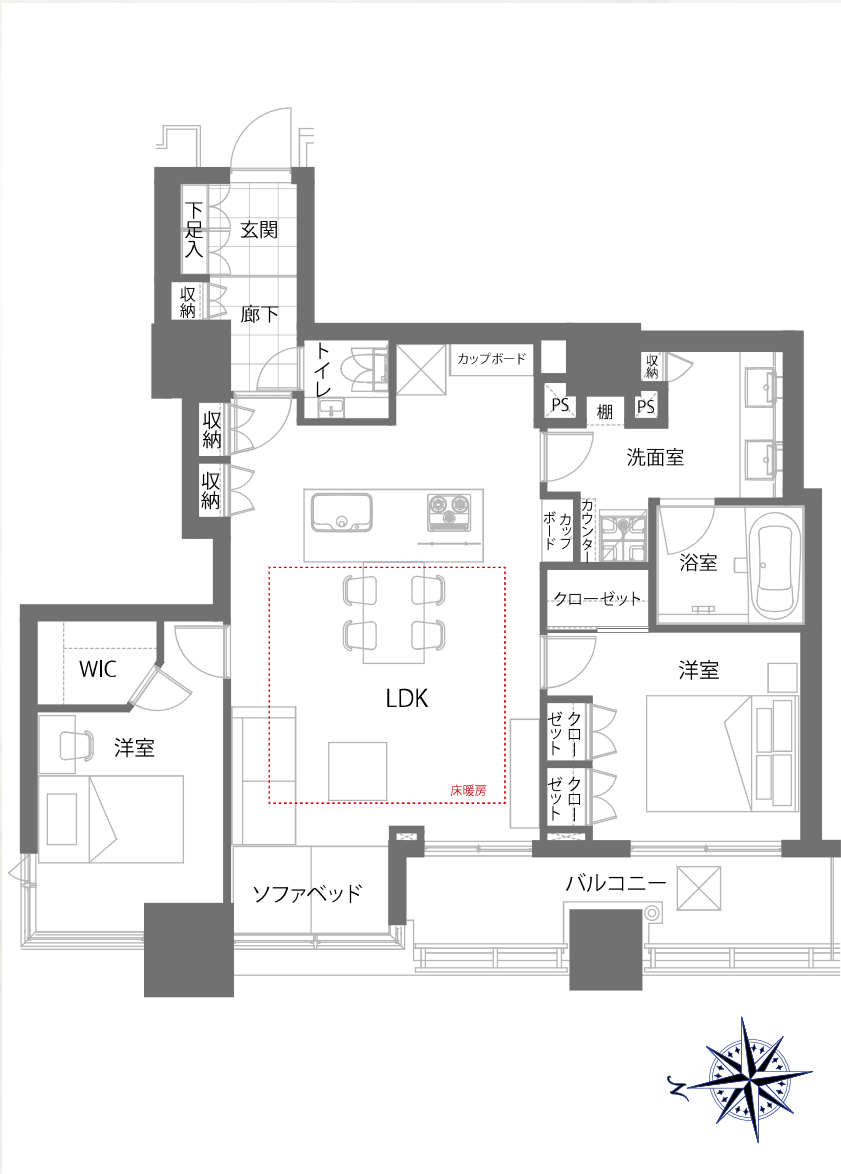 下足入
玄関
収納
廊下
トイレ
カップボード
収納
PS
棚
PS
収納
洗面室
収納
カップ
ボード
カウンター
浴室
クローゼット
WIC
洋室
LDK
洋室
クロー
ゼット
床暖房
クロー
ゼット
ソファベッド
バルコニー
N